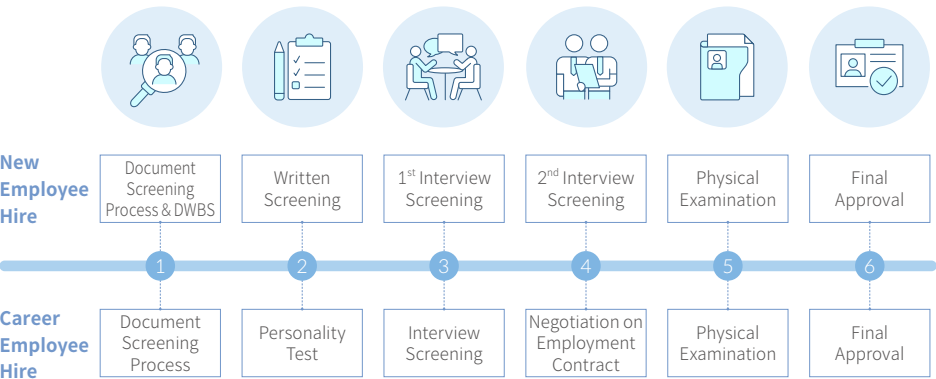 New
Employee
Hire
Document
Screening
Process & DWBS
Written
Screening
1st Interview
Screening
2nd Interview
Screening
Physical
Examination
Final
Approval
1
2
3
4
5
6
Career
Employee
Hire
Document
Screening
Process
Personality
Test
Interview
Screening
Negotiation on
Employment
Contract
Physical
Examination
Final
Approval